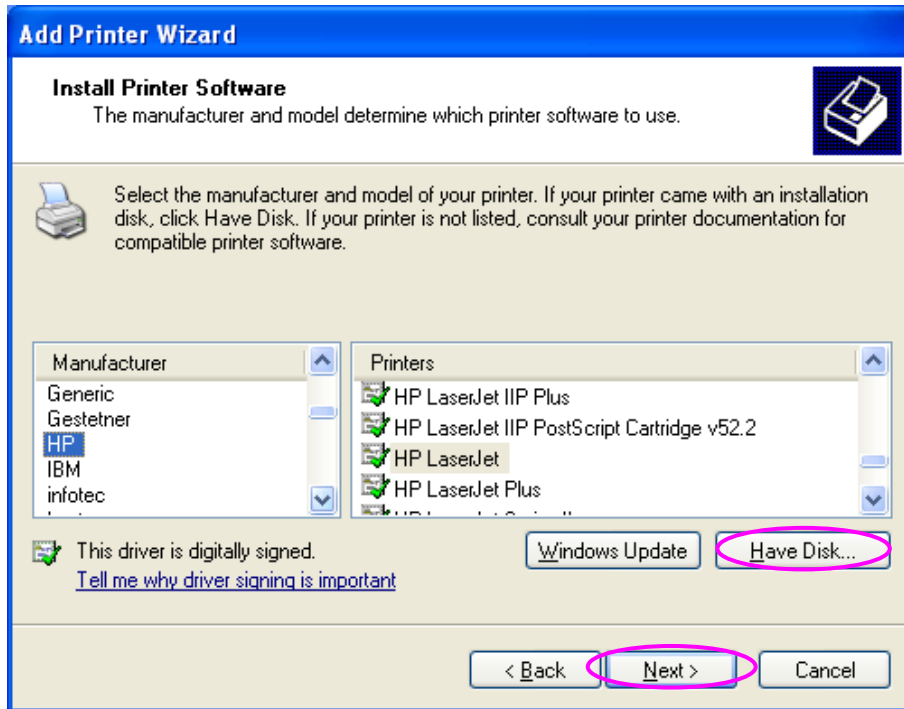 Add Printer Wizard
Install Printer Software
The manufacturer and model determine which printer software to use.
Select the manufacturer and model of your printer. If your printer came with an installation
disk, click Have Disk. If your printer is not listed, consult your printer documentation for
compatible printer software.
Manufacturer
Generic
Gestetner
HP
IBM
infotec
Printers
HP LaserJet IIP Plus
HP LaserJet IIP PostScript Cartridge v52.2
HP LaserJet
HP LaserJet Plus
This driver is digitally signed.
Tell me why driver signing is important
Windows Update
Have Disk...
< Back
Next >
Cancel